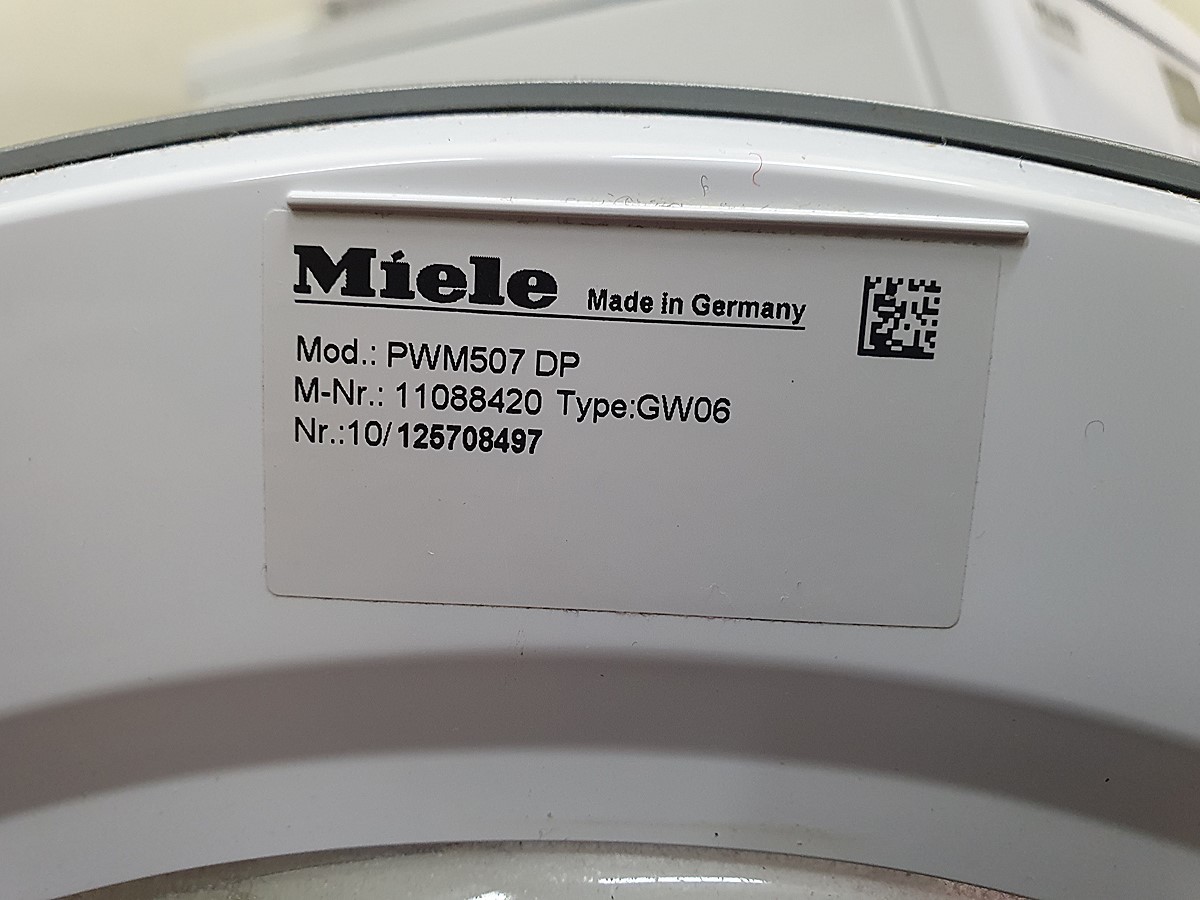 Miele Made in Germany
Mod.: PWM507 DP
M-Nr.: 11088420 Type:GW06
Nr.:10/125708497